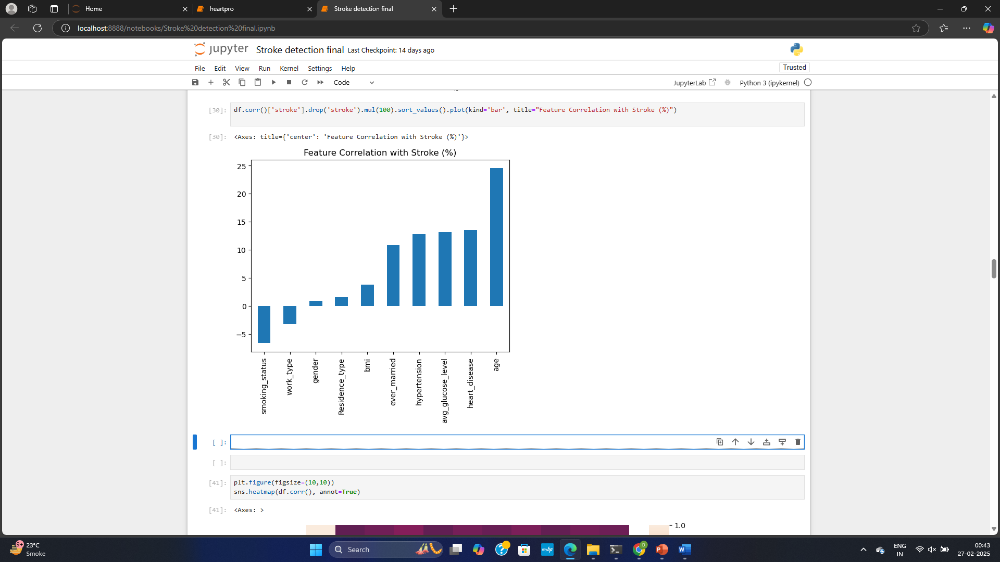 Home
heartpro
Stroke detection final
localhost:8888/notebooks/Stroke%20detection%20final.ipynb
jupyter Stroke detection final Last Checkpoint: 14 days ago
File Edit View Run Kernel Settings Help
Trusted
Code
JupyterLab
Python 3 (ipykernel)
[30]: df.corr()['stroke'].drop('stroke').mul(100).sort_values().plot(kind='bar', title="Feature Correlation with Stroke (%)")
[30]: <Axes: title={'center': 'Feature Correlation with Stroke (%)'}>
Feature Correlation with Stroke (%)
25
20
15
10
5
0
−5
smoking_status
work_type
gender
Residence_type
bmi
ever_married
hypertension
avg_glucose_level
heart_disease
age
[ ]:
[ ]:
[41]: plt.figure(figsize=(10,10))
sns.heatmap(df.corr(), annot=True)
[41]: <Axes: >
1.0
9+
23°C
Smoke
Search
myhp
D
P
W
ENG
IN
00:43
27-02-2025